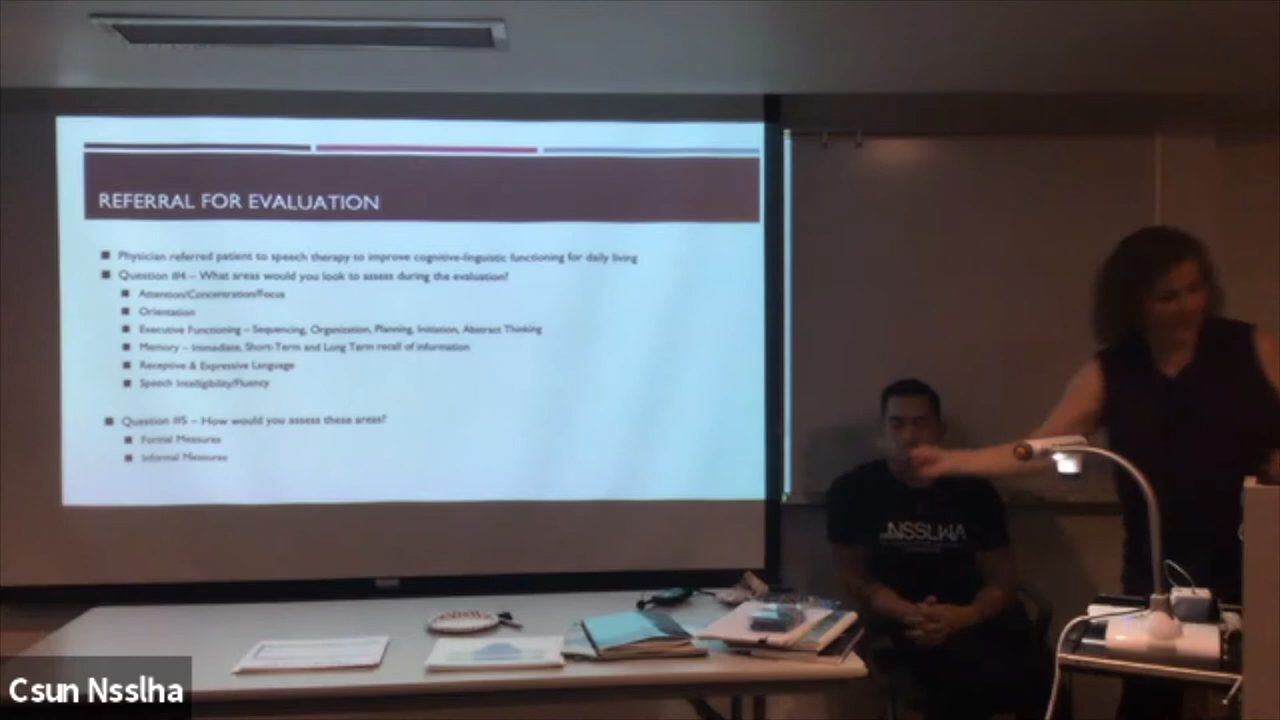 REFERRAL FOR EVALUATION
Physician referred patient to speech therapy to improve cognitive-linguistic functioning for daily living
Question #4 – What areas would you look to assess during the evaluation?
Attention/Concentration/Focus
Orientation
Executive Functioning – Sequencing, Organization, Planning, Initiation, Abstract Thinking
Memory – Immediate, Short-Term and Long Term recall of information
Receptive & Expressive Language
Speech Intelligibility/Fluency
Question #5 – How would you assess these areas?
Formal Measures
Informal Measures
NSSLHA
Csun Nsslha